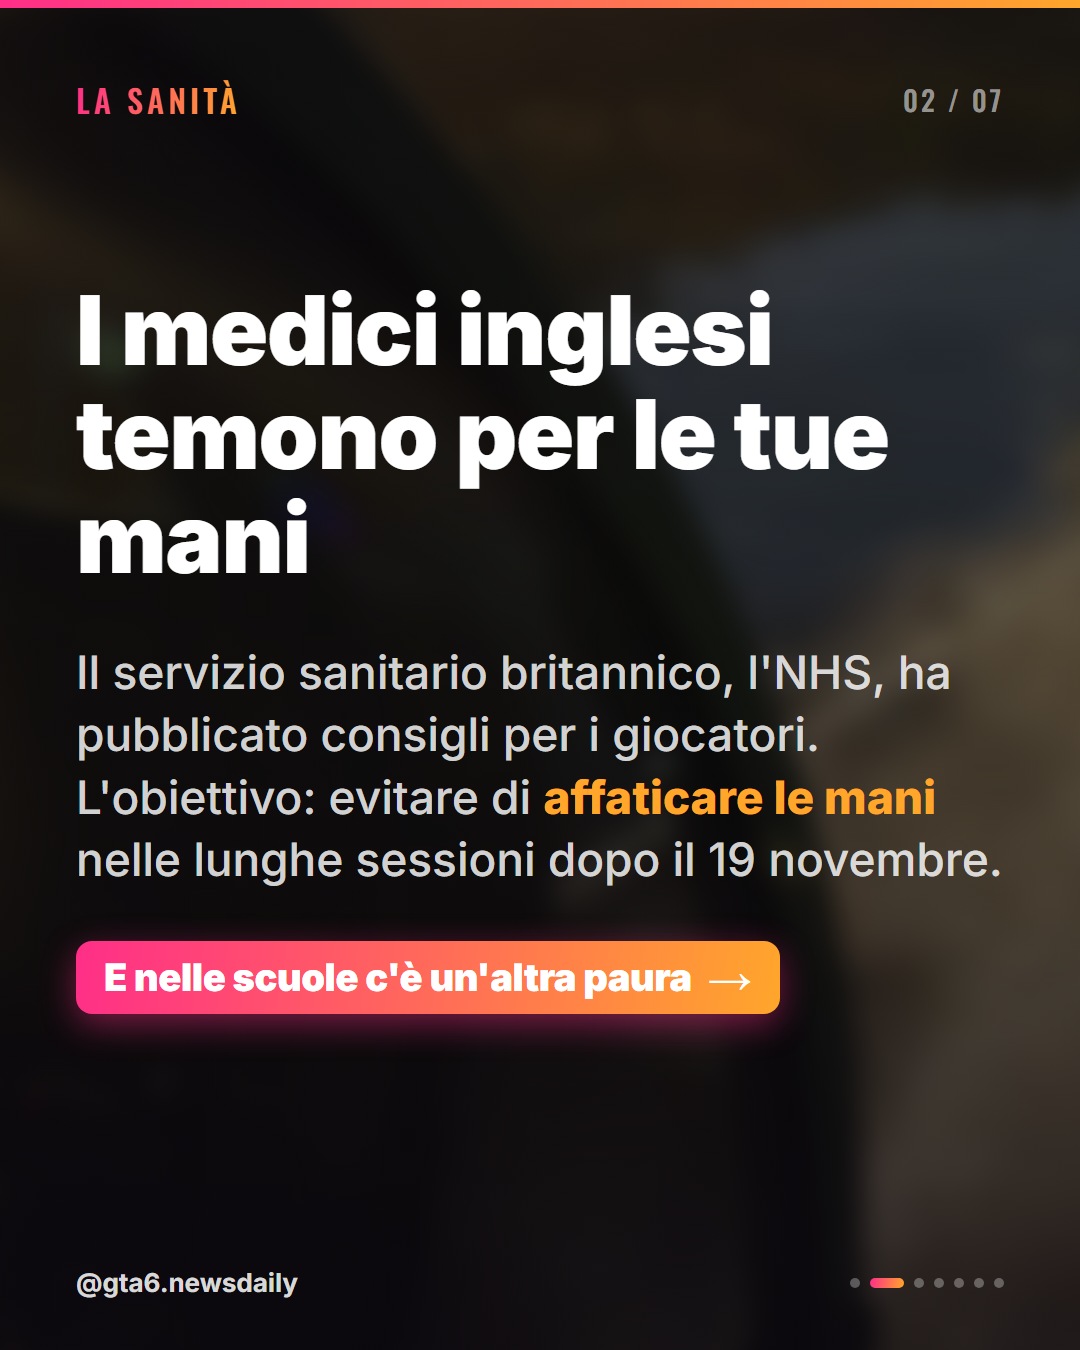 LA SANITÀ
02 / 07
I medici inglesi
temono per le tue
mani
Il servizio sanitario britannico, l'NHS, ha
pubblicato consigli per i giocatori.
L'obiettivo: evitare di affaticare le mani
nelle lunghe sessioni dopo il 19 novembre.
E nelle scuole c'è un'altra paura →
@gta6.newsdaily